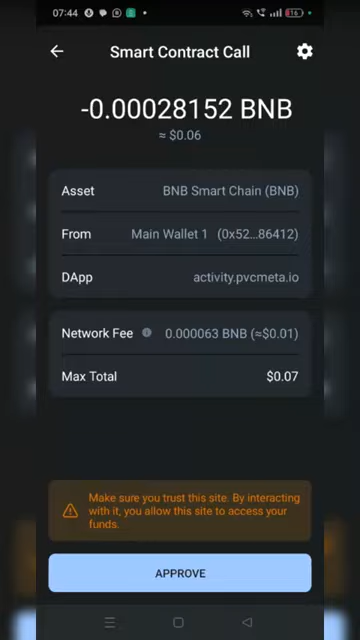 07:44
16
Smart Contract Call
-0.00028152 BNB
≈ $0.06
Asset BNB Smart Chain (BNB)
From Main Wallet 1 (0x52...86412)
DApp activity.pvcmeta.io
Network Fee 0.000063 BNB (≈$0.01)
Max Total $0.07
Make sure you trust this site. By interacting
with it, you allow this site to access your
funds.
APPROVE